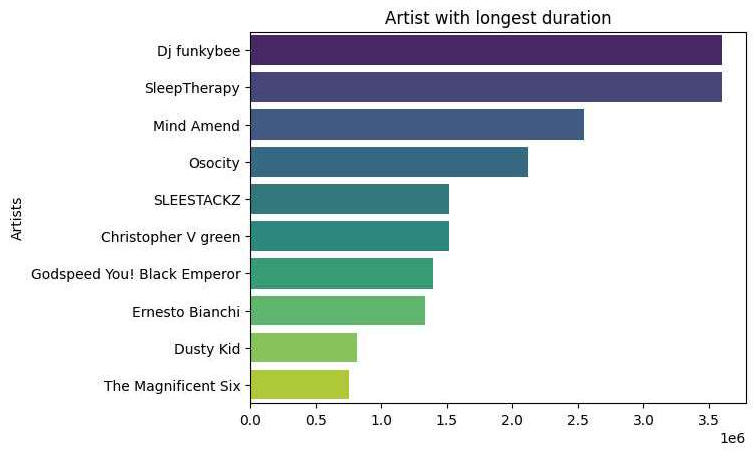 Artist with longest duration
Dj funkybee
SleepTherapy
Mind Amend
Osocity
SLEESTACKZ
Christopher V green
Godspeed You! Black Emperor
Ernesto Bianchi
Dusty Kid
The Magnificent Six
Artists
0.0 0.5 1.0 1.5 2.0 2.5 3.0 3.5
1e6